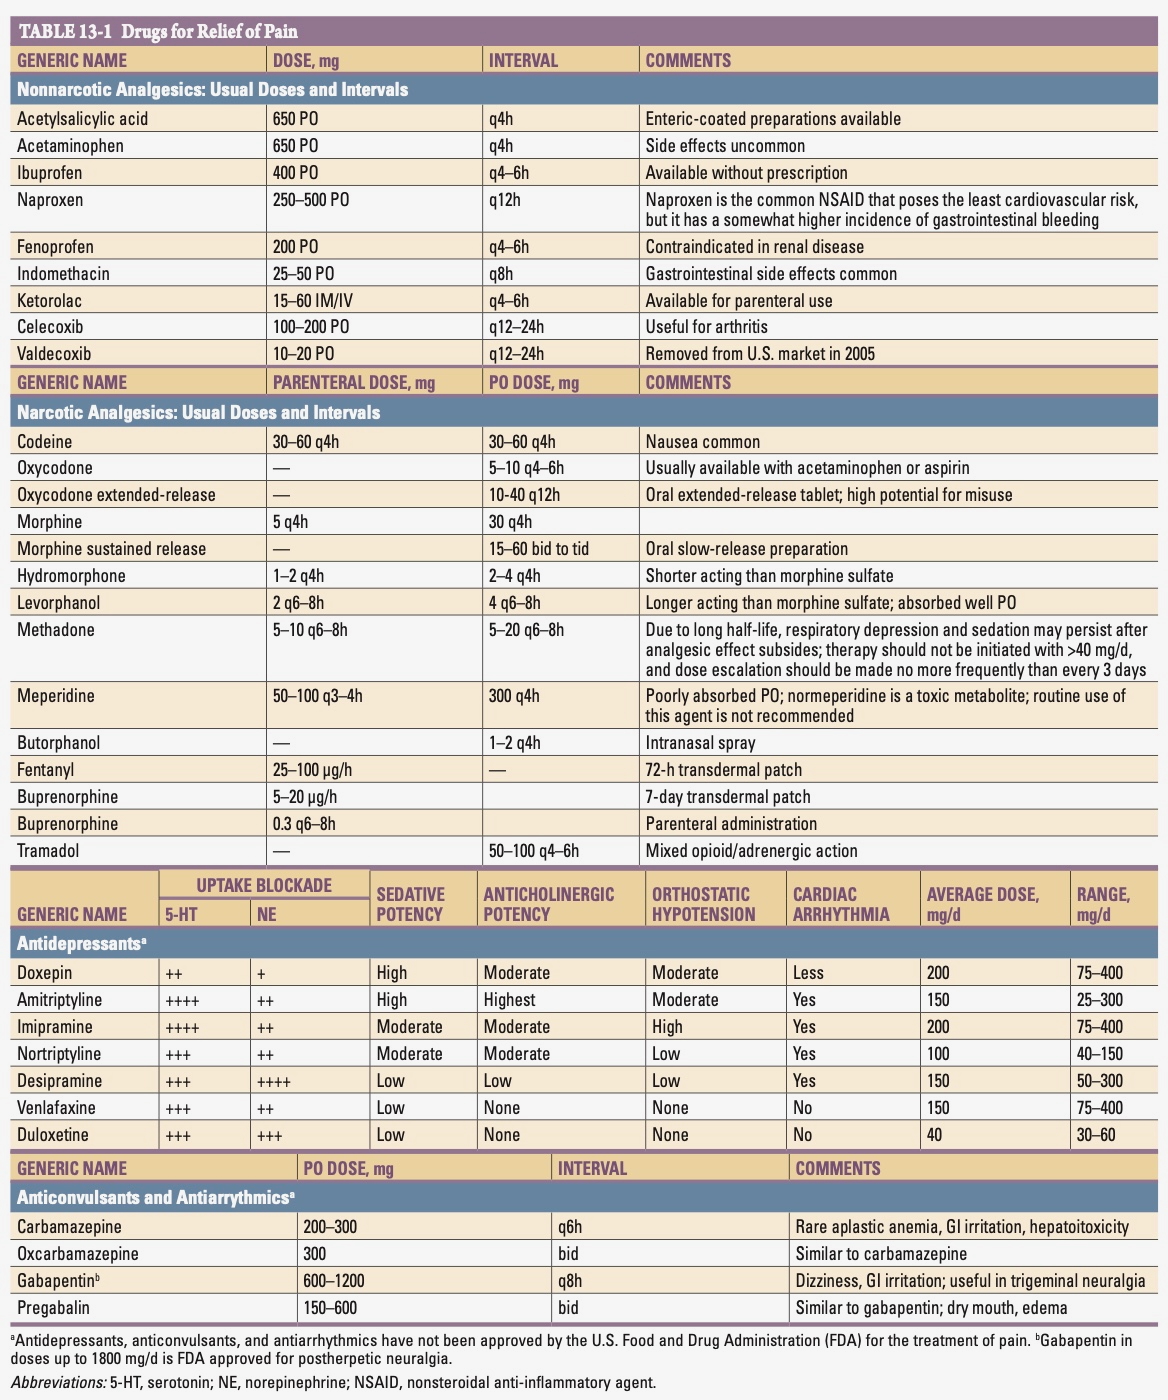 TABLE 13-1 Drugs for Relief of Pain
GENERIC NAME DOSE, mg INTERVAL COMMENTS
Nonnarcotic Analgesics: Usual Doses and Intervals
Acetylsalicylic acid 650 PO q4h Enteric-coated preparations available
Acetaminophen 650 PO q4h Side effects uncommon
Ibuprofen 400 PO q4–6h Available without prescription
Naproxen 250–500 PO q12h Naproxen is the common NSAID that poses the least cardiovascular risk,
but it has a somewhat higher incidence of gastrointestinal bleeding
Fenoprofen 200 PO q4–6h Contraindicated in renal disease
Indomethacin 25–50 PO q8h Gastrointestinal side effects common
Ketorolac 15–60 IM/IV q4–6h Available for parenteral use
Celecoxib 100–200 PO q12–24h Useful for arthritis
Valdecoxib 10–20 PO q12–24h Removed from U.S. market in 2005
GENERIC NAME PARENTERAL DOSE, mg PO DOSE, mg COMMENTS
Narcotic Analgesics: Usual Doses and Intervals
Codeine 30–60 q4h 30–60 q4h Nausea common
Oxycodone — 5–10 q4–6h Usually available with acetaminophen or aspirin
Oxycodone extended-release — 10-40 q12h Oral extended-release tablet; high potential for misuse
Morphine 5 q4h 30 q4h
Morphine sustained release — 15–60 bid to tid Oral slow-release preparation
Hydromorphone 1–2 q4h 2–4 q4h Shorter acting than morphine sulfate
Levorphanol 2 q6–8h 4 q6–8h Longer acting than morphine sulfate; absorbed well PO
Methadone 5–10 q6–8h 5–20 q6–8h Due to long half-life, respiratory depression and sedation may persist after
analgesic effect subsides; therapy should not be initiated with >40 mg/d,
and dose escalation should be made no more frequently than every 3 days
Meperidine 50–100 q3–4h 300 q4h Poorly absorbed PO; normeperidine is a toxic metabolite; routine use of
this agent is not recommended
Butorphanol — 1–2 q4h Intranasal spray
Fentanyl 25–100 µg/h — 72-h transdermal patch
Buprenorphine 5–20 µg/h 7-day transdermal patch
Buprenorphine 0.3 q6–8h Parenteral administration
Tramadol — 50–100 q4–6h Mixed opioid/adrenergic action
UPTAKE BLOCKADE
SEDATIVE ANTICHOLINERGIC ORTHOSTATIC CARDIAC AVERAGE DOSE, RANGE,
GENERIC NAME 5-HT NE POTENCY POTENCY HYPOTENSION ARRHYTHMIA mg/d mg/d
Antidepressantsᵃ
Doxepin ++ + High Moderate Moderate Less 200 75–400
Amitriptyline ++++ ++ High Highest Moderate Yes 150 25–300
Imipramine ++++ ++ Moderate Moderate High Yes 200 75–400
Nortriptyline +++ ++ Moderate Moderate Low Yes 100 40–150
Desipramine +++ ++++ Low Low Low Yes 150 50–300
Venlafaxine +++ ++ Low None None No 150 75–400
Duloxetine +++ +++ Low None None No 40 30–60
GENERIC NAME PO DOSE, mg INTERVAL COMMENTS
Anticonvulsants and Antiarrythmicsᵃ
Carbamazepine 200–300 q6h Rare aplastic anemia, GI irritation, hepatoitoxicity
Oxcarbamazepine 300 bid Similar to carbamazepine
Gabapentinᵇ 600–1200 q8h Dizziness, GI irritation; useful in trigeminal neuralgia
Pregabalin 150–600 bid Similar to gabapentin; dry mouth, edema
ᵃAntidepressants, anticonvulsants, and antiarrhythmics have not been approved by the U.S. Food and Drug Administration (FDA) for the treatment of pain. ᵇGabapentin in
doses up to 1800 mg/d is FDA approved for postherpetic neuralgia.
Abbreviations: 5-HT, serotonin; NE, norepinephrine; NSAID, nonsteroidal anti-inflammatory agent.